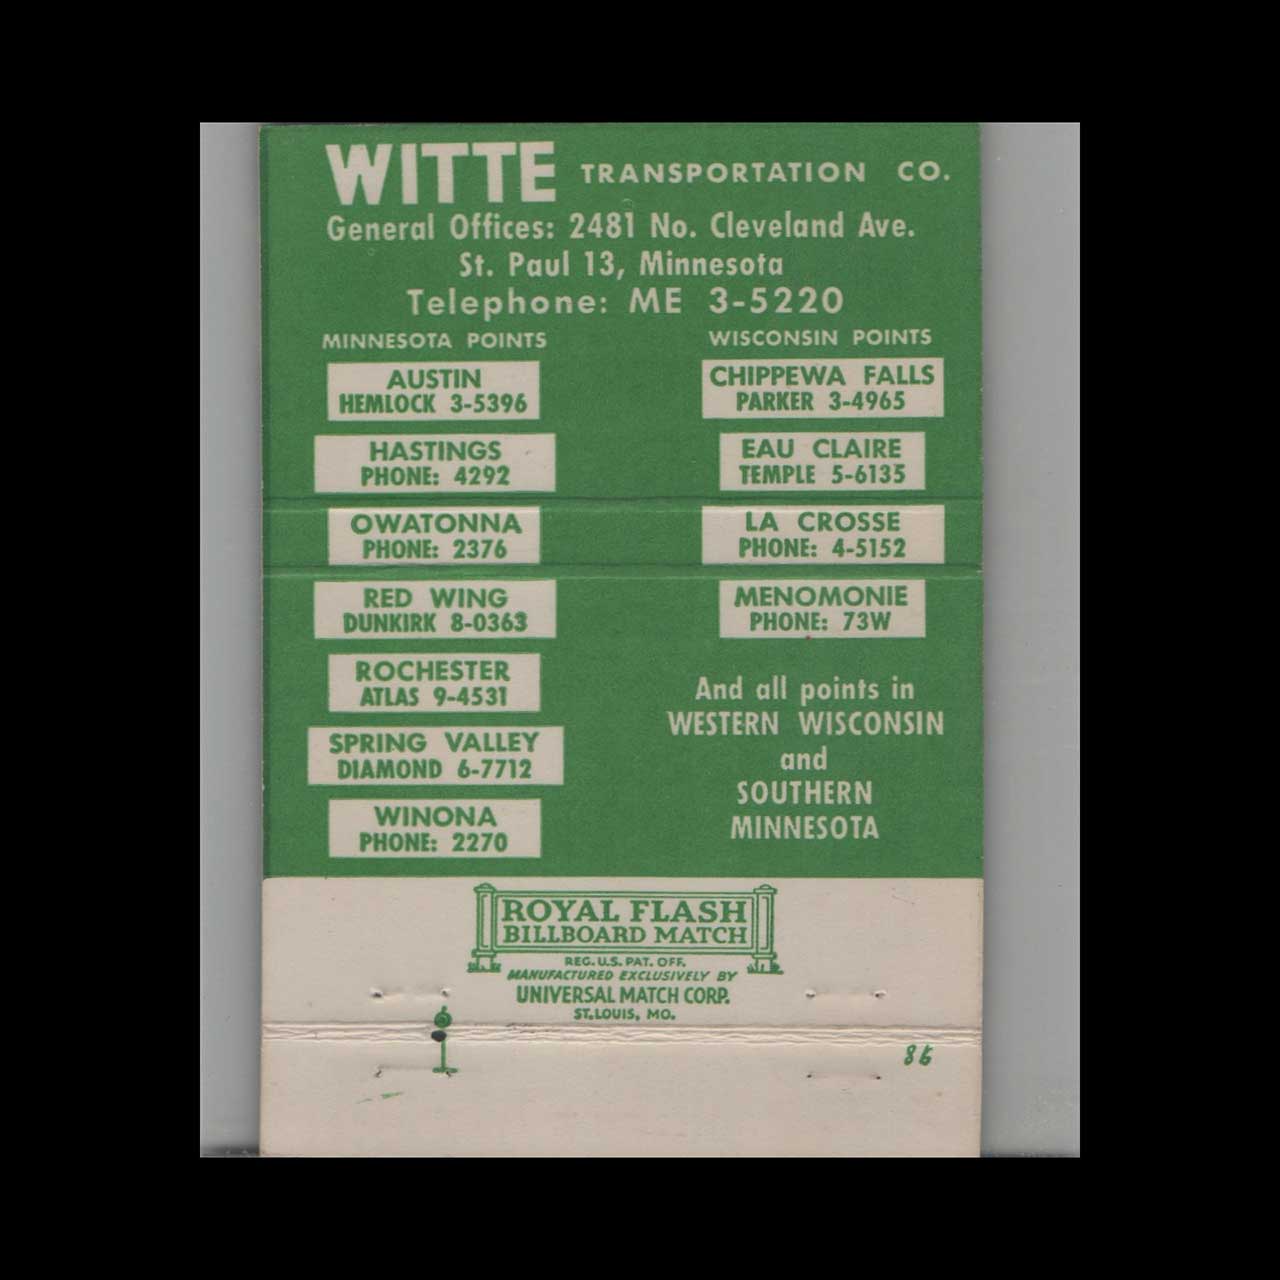 WITTE TRANSPORTATION CO.
General Offices: 2481 No. Cleveland Ave.
St. Paul 13, Minnesota
Telephone: ME 3-5220
MINNESOTA POINTS
AUSTIN
HEMLOCK 3-5396
HASTINGS
PHONE: 4292
OWATONNA
PHONE: 2376
RED WING
DUNKIRK 8-0363
ROCHESTER
ATLAS 9-4531
SPRING VALLEY
DIAMOND 6-7712
WINONA
PHONE: 2270
WISCONSIN POINTS
CHIPPEWA FALLS
PARKER 3-4965
EAU CLAIRE
TEMPLE 5-6135
LA CROSSE
PHONE: 4-5152
MENOMONIE
PHONE: 73W
And all points in
WESTERN WISCONSIN
and
SOUTHERN
MINNESOTA
ROYAL FLASH
BILLBOARD MATCH
REG. U.S. PAT. OFF.
MANUFACTURED EXCLUSIVELY BY
UNIVERSAL MATCH CORP.
ST. LOUIS, MO.